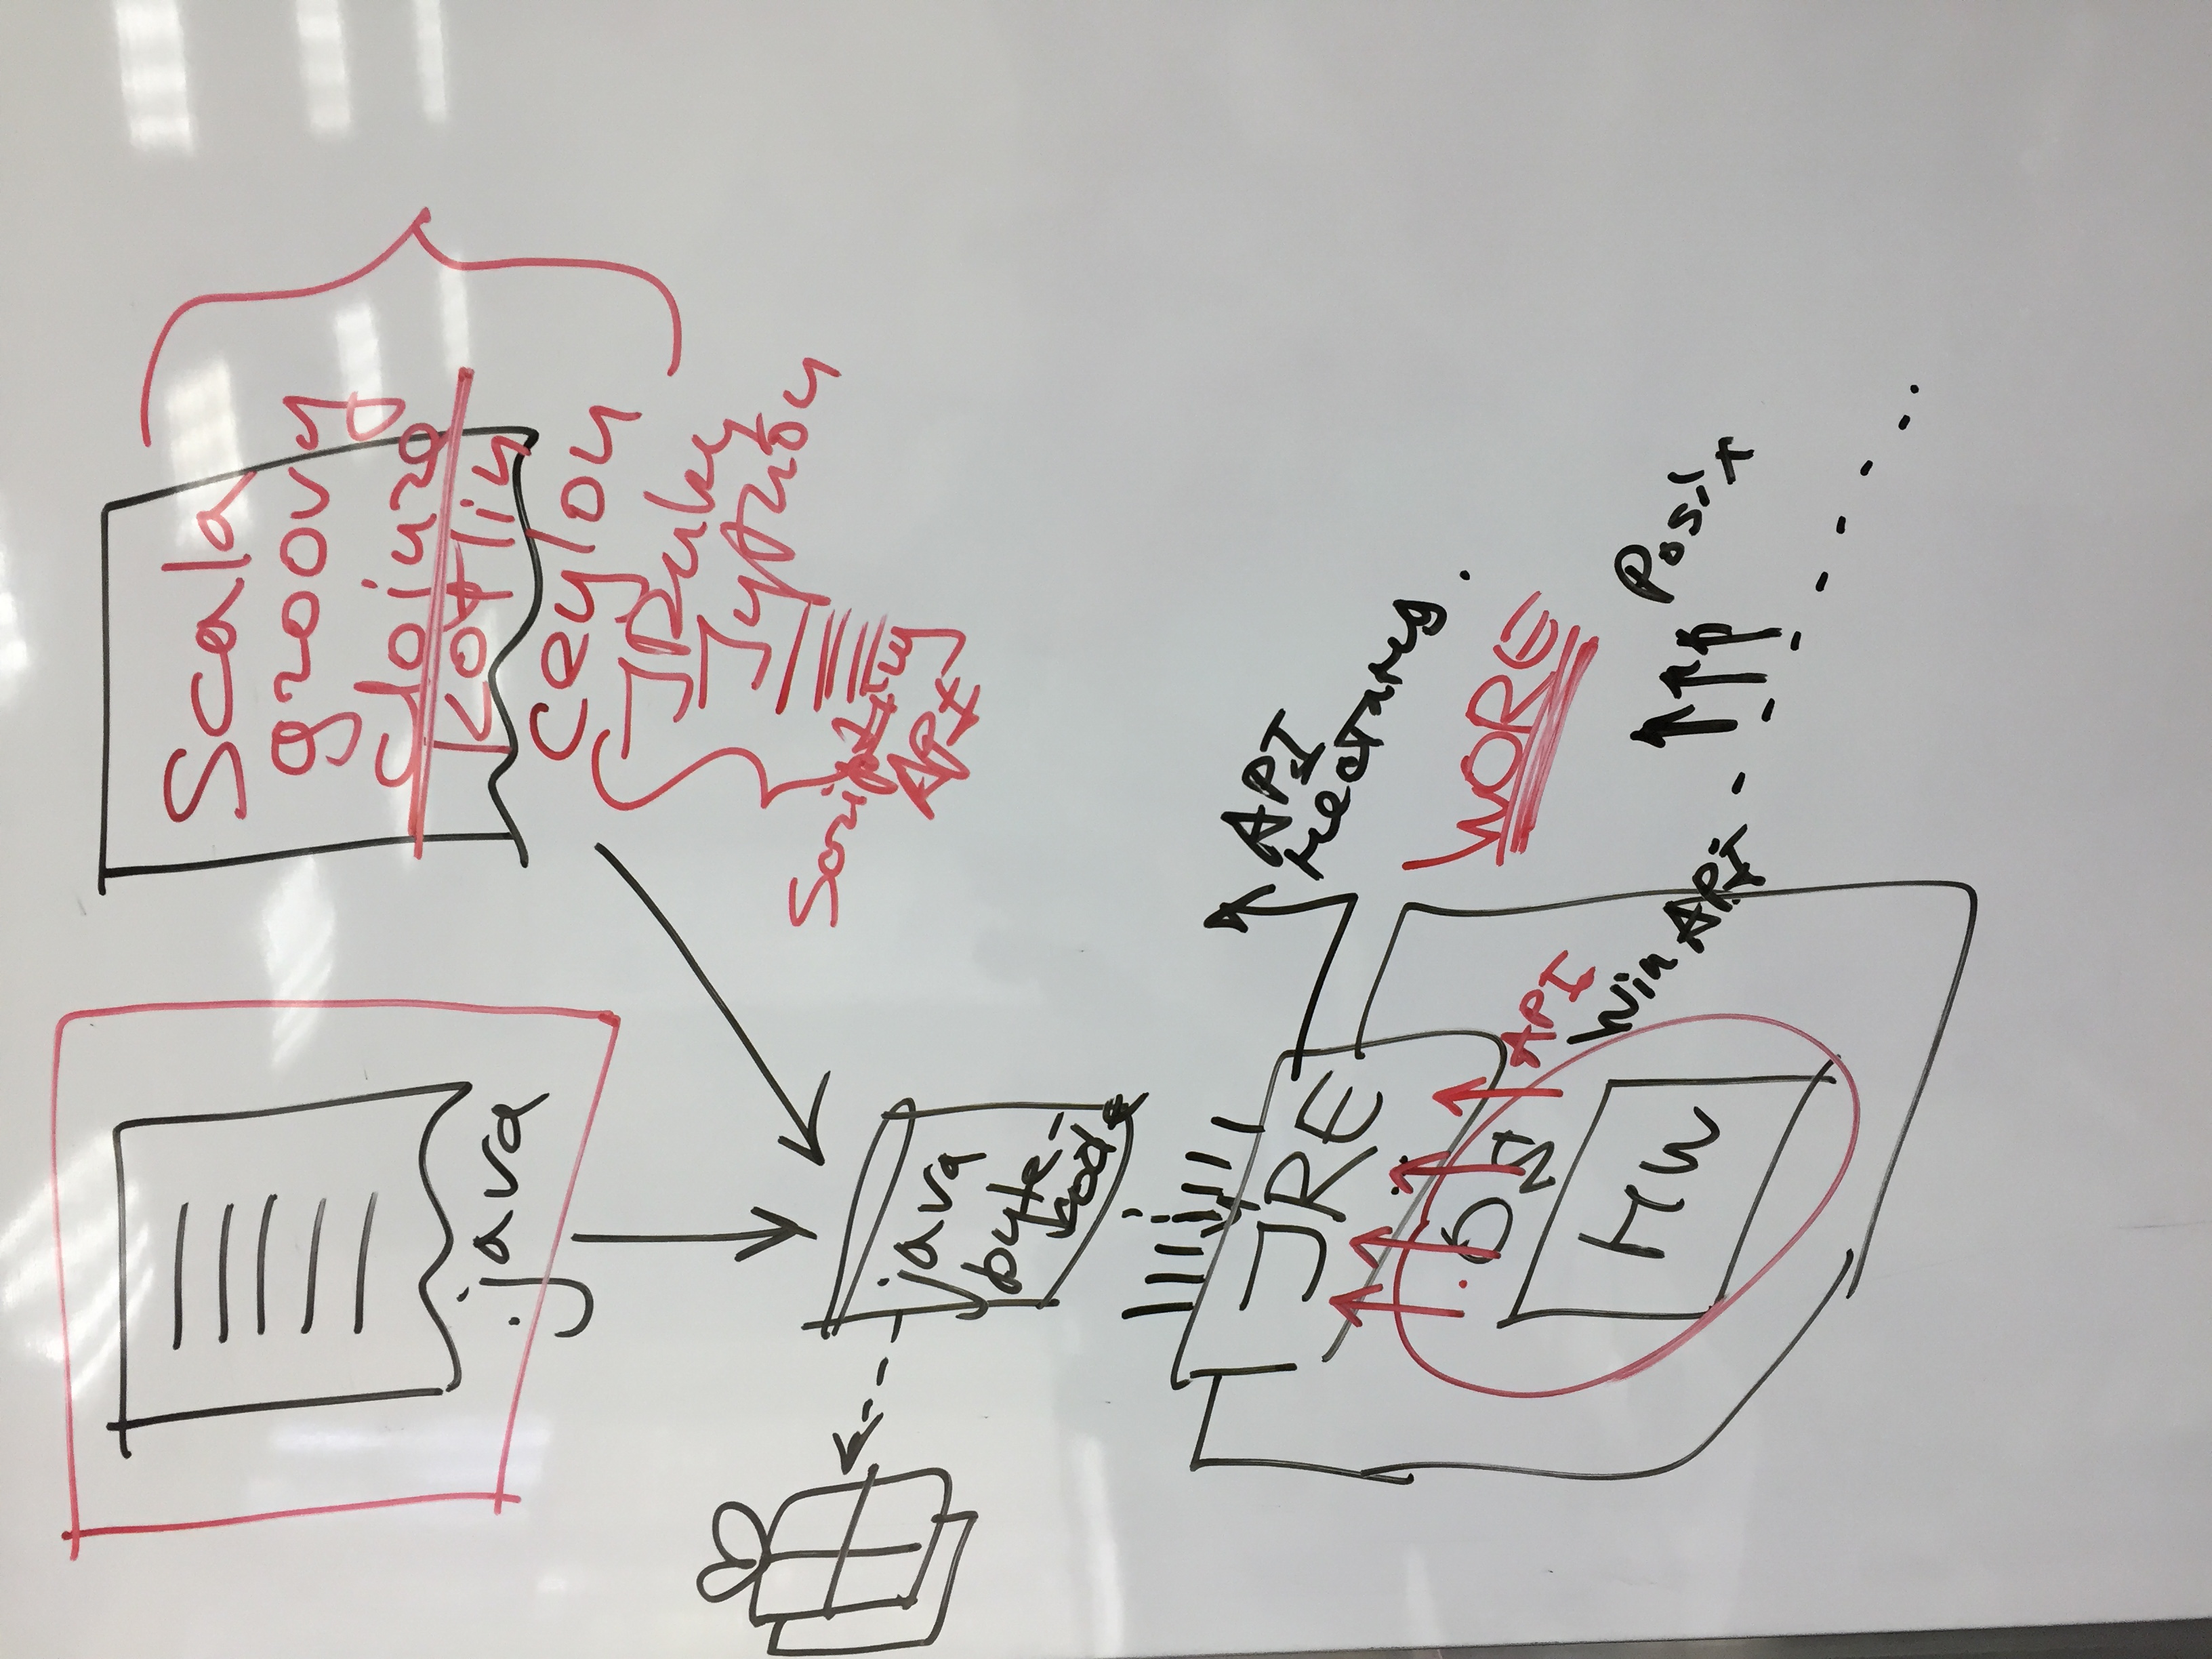 .java
Scala
groovy
Clojure
Kotlin
Ceylon
JRuby
Jython
Scripting
API
java
byte-
code
JRE
API
WORE
OS
API
HW
Win API
Posix